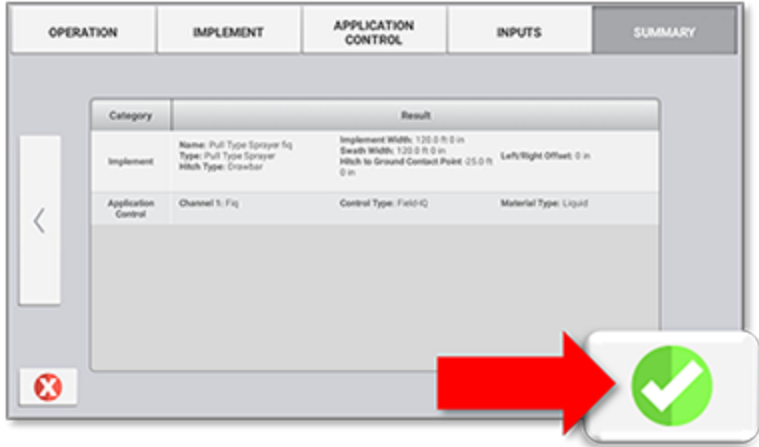 OPERATION IMPLEMENT APPLICATION CONTROL INPUTS SUMMARY
Category Result
Implement
Name: Pull Type Sprayer fiq
Type: Pull Type Sprayer
Hitch Type: Drawbar
Implement Width: 120.0 ft 0 in
Swath Width: 120.0 ft 0 in
Hitch to Ground Contact Point -25.0 ft
0 in
Left/Right Offset: 0 in
Application
Control
Channel 1: Fiq
Control Type: Field-IQ
Material Type: Liquid